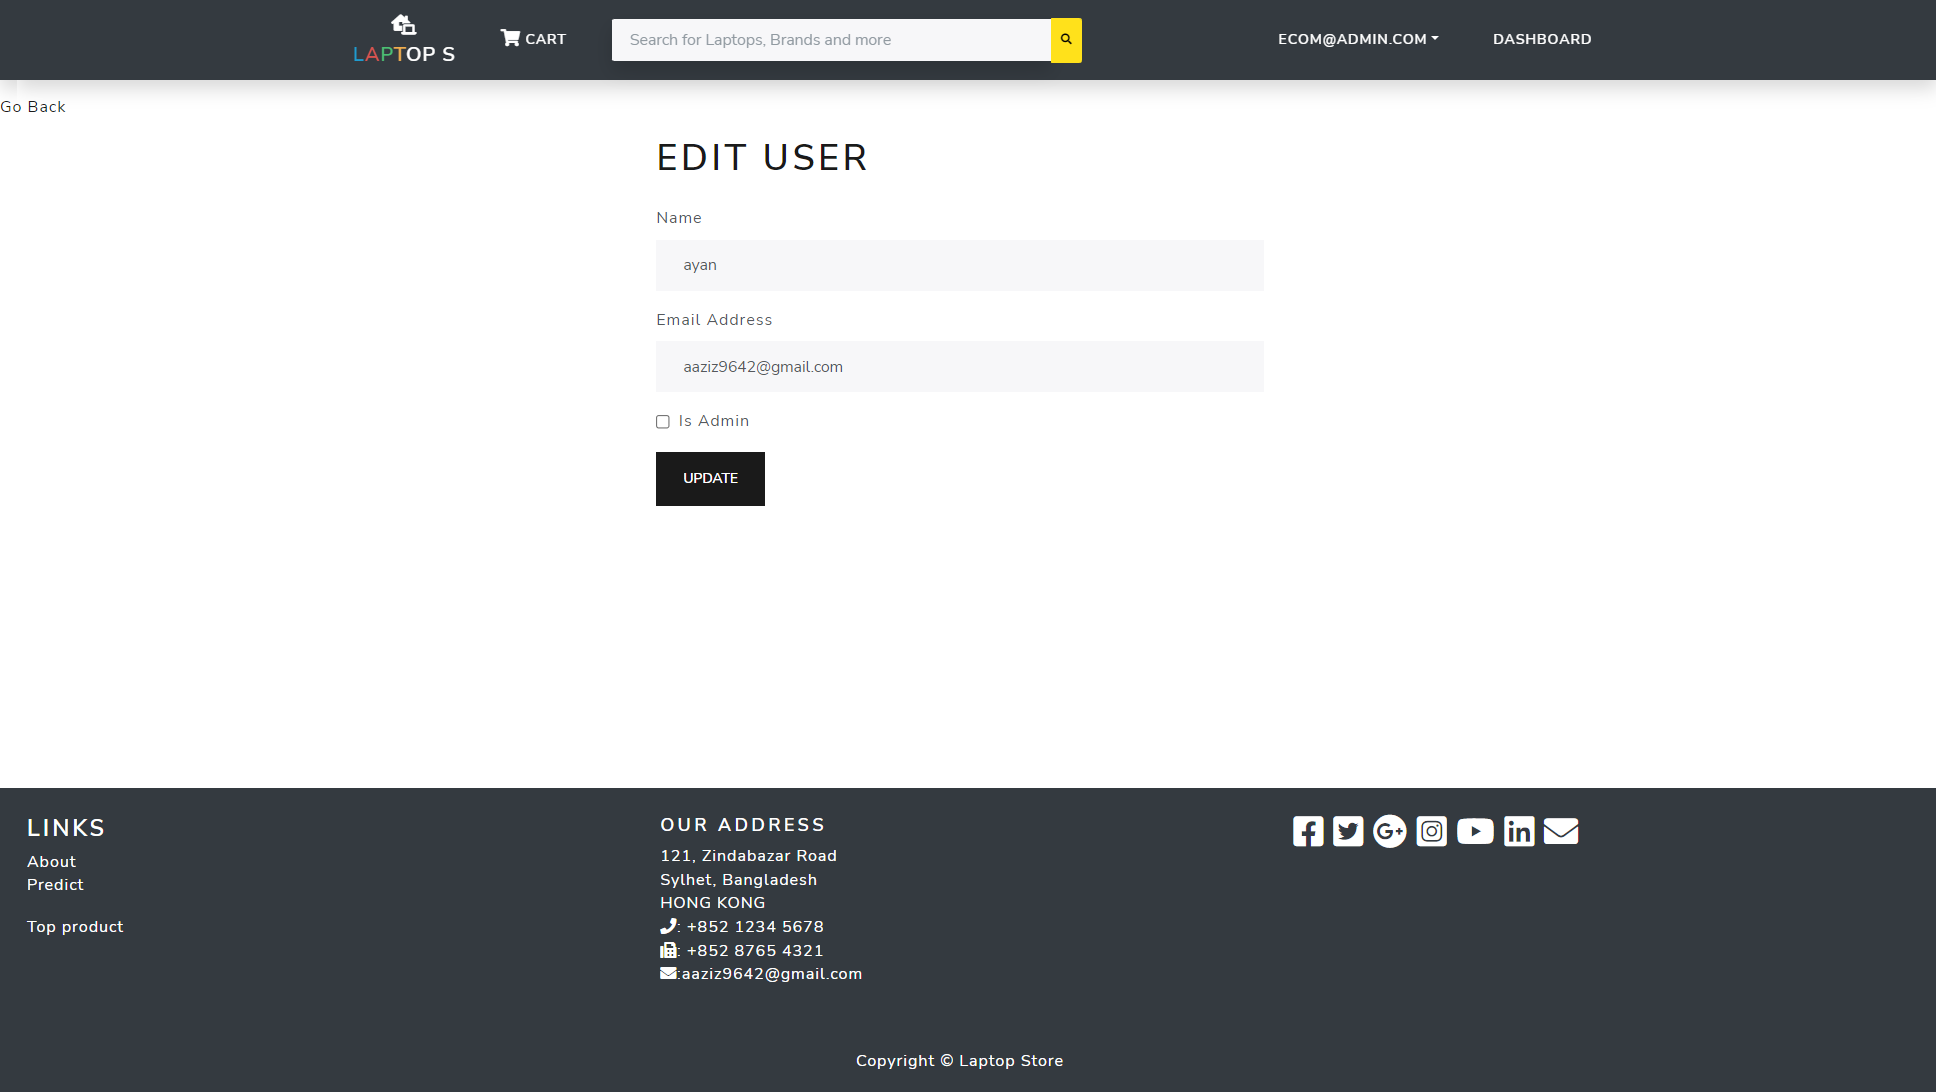 LAPTOP S
CART
Search for Laptops, Brands and more
ECOM@ADMIN.COM
DASHBOARD
Go Back
EDIT USER
Name
ayan
Email Address
aaziz9642@gmail.com
Is Admin
UPDATE
LINKS
About
Predict
Top product
OUR ADDRESS
121, Zindabazar Road
Sylhet, Bangladesh
HONG KONG
: +852 1234 5678
: +852 8765 4321
:aaziz9642@gmail.com
Copyright © Laptop Store